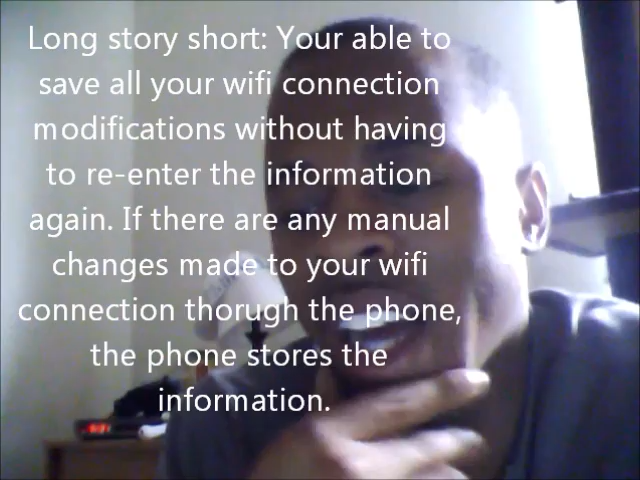 Long story short: Your able to
save all your wifi connection
modifications without having
to re-enter the information
again. If there are any manual
changes made to your wifi
connection thorugh the phone,
the phone stores the
information.